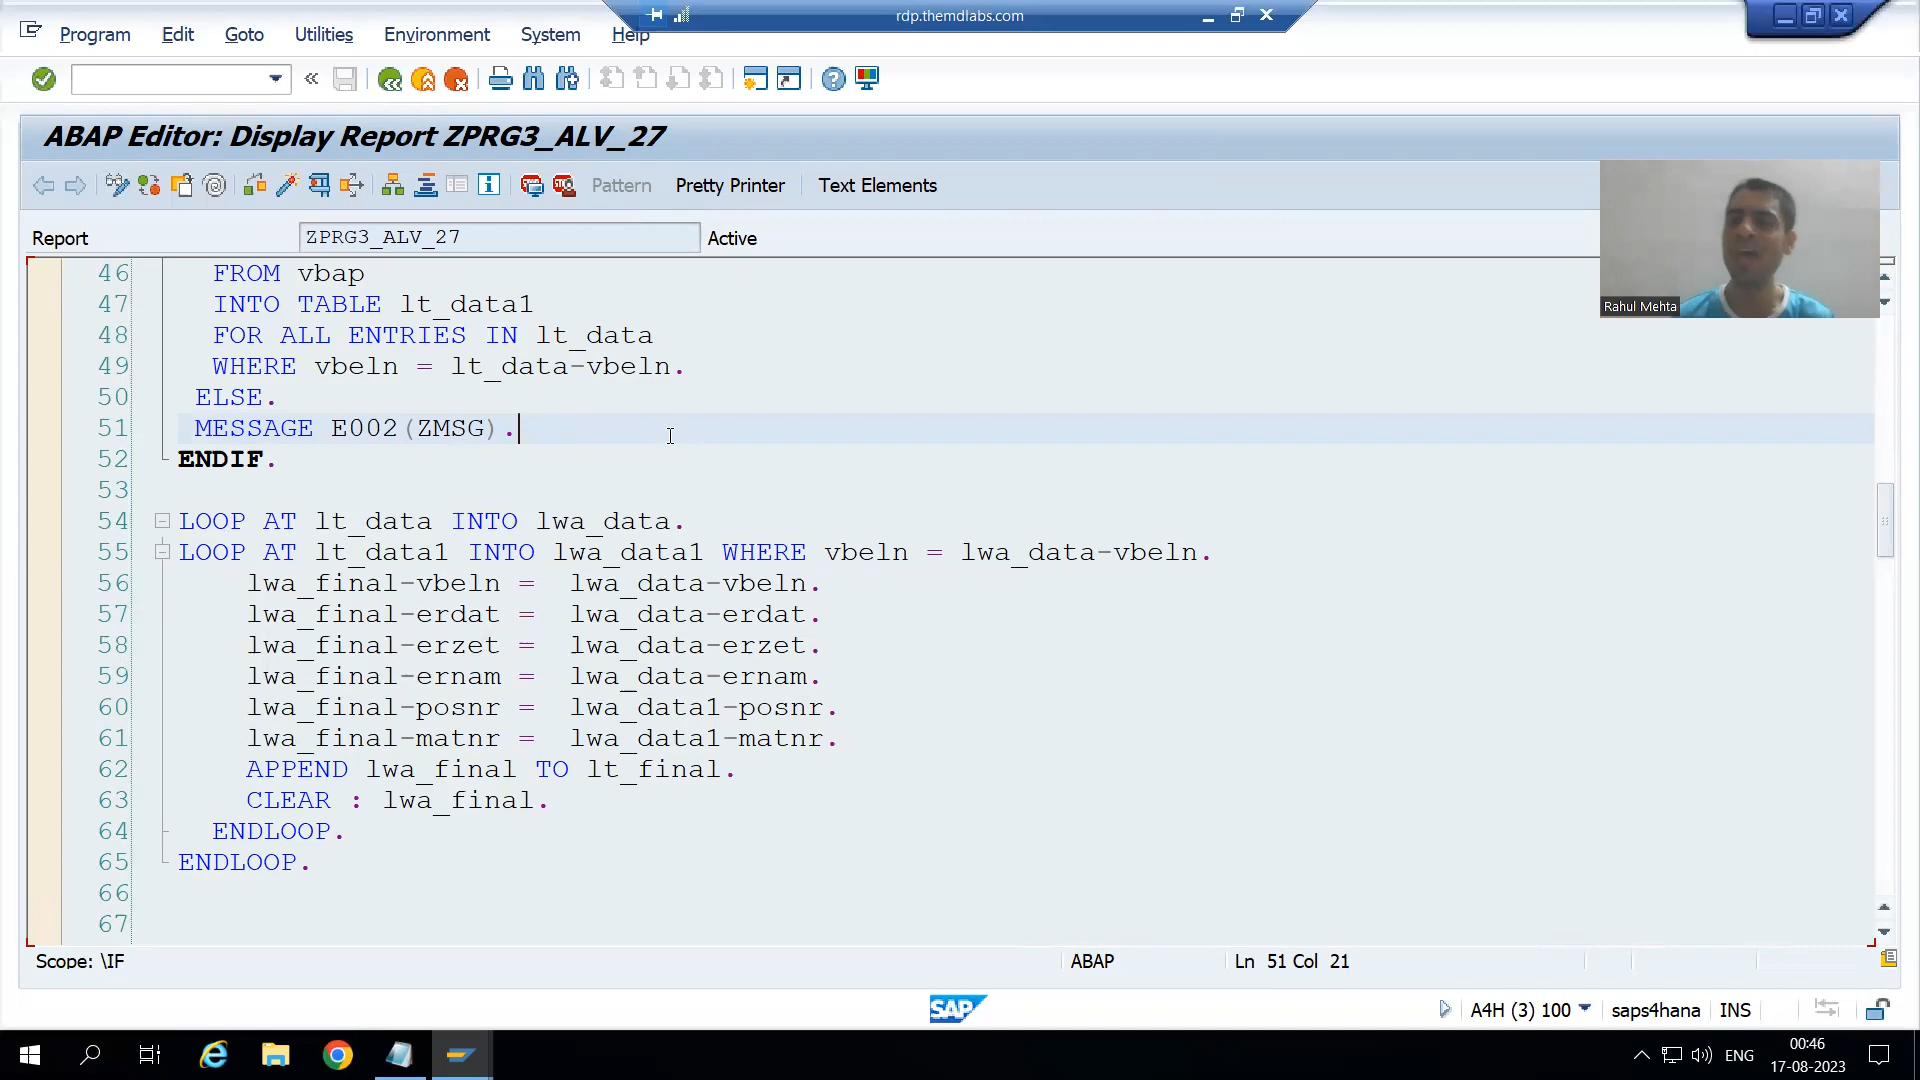 rdp.themdlabs.com
Program Edit Goto Utilities Environment System Help
ABAP Editor: Display Report ZPRG3_ALV_27
Pattern Pretty Printer Text Elements
Report ZPRG3_ALV_27 Active
Rahul Mehta
46 FROM vbap
47 INTO TABLE lt_data1
48 FOR ALL ENTRIES IN lt_data
49 WHERE vbeln = lt_data-vbeln.
50 ELSE.
51 MESSAGE E002(ZMSG).
52 ENDIF.
53
54 LOOP AT lt_data INTO lwa_data.
55 LOOP AT lt_data1 INTO lwa_data1 WHERE vbeln = lwa_data-vbeln.
56 lwa_final-vbeln = lwa_data-vbeln.
57 lwa_final-erdat = lwa_data-erdat.
58 lwa_final-erzet = lwa_data-erzet.
59 lwa_final-ernam = lwa_data-ernam.
60 lwa_final-posnr = lwa_data1-posnr.
61 lwa_final-matnr = lwa_data1-matnr.
62 APPEND lwa_final TO lt_final.
63 CLEAR : lwa_final.
64 ENDLOOP.
65 ENDLOOP.
66
67
Scope: \IF ABAP Ln 51 Col 21
SAP A4H (3) 100 saps4hana INS
ENG 00:46
17-08-2023